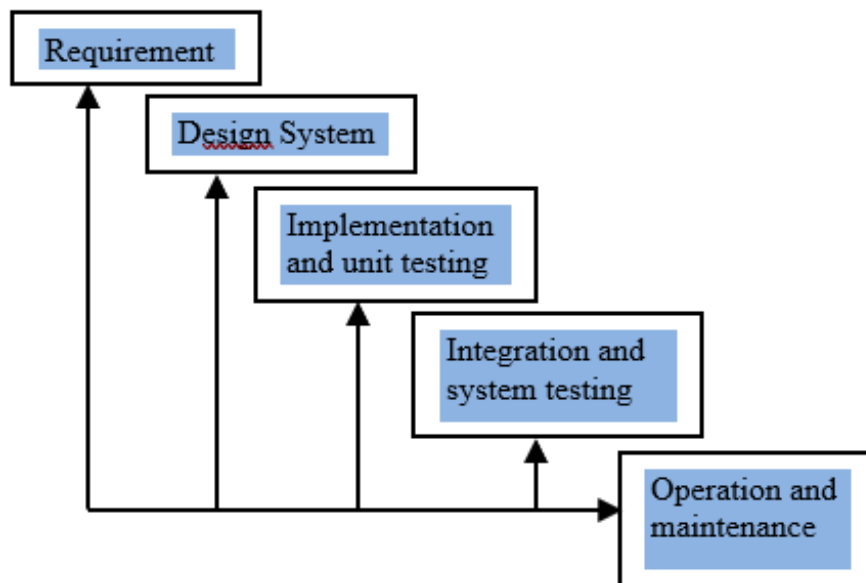 Requirement
Design System
Implementation
and unit testing
Integration and
system testing
Operation and
maintenance